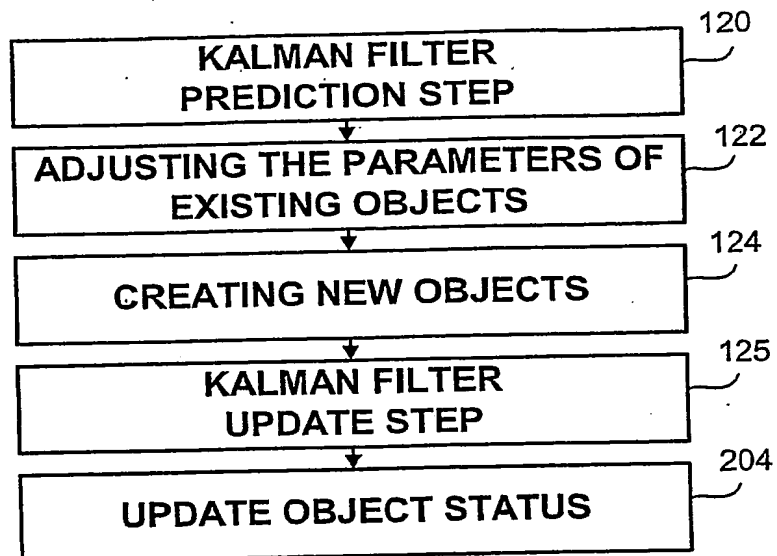 120
KALMAN FILTER
PREDICTION STEP
122
ADJUSTING THE PARAMETERS OF
EXISTING OBJECTS
124
CREATING NEW OBJECTS
125
KALMAN FILTER
UPDATE STEP
204
UPDATE OBJECT STATUS